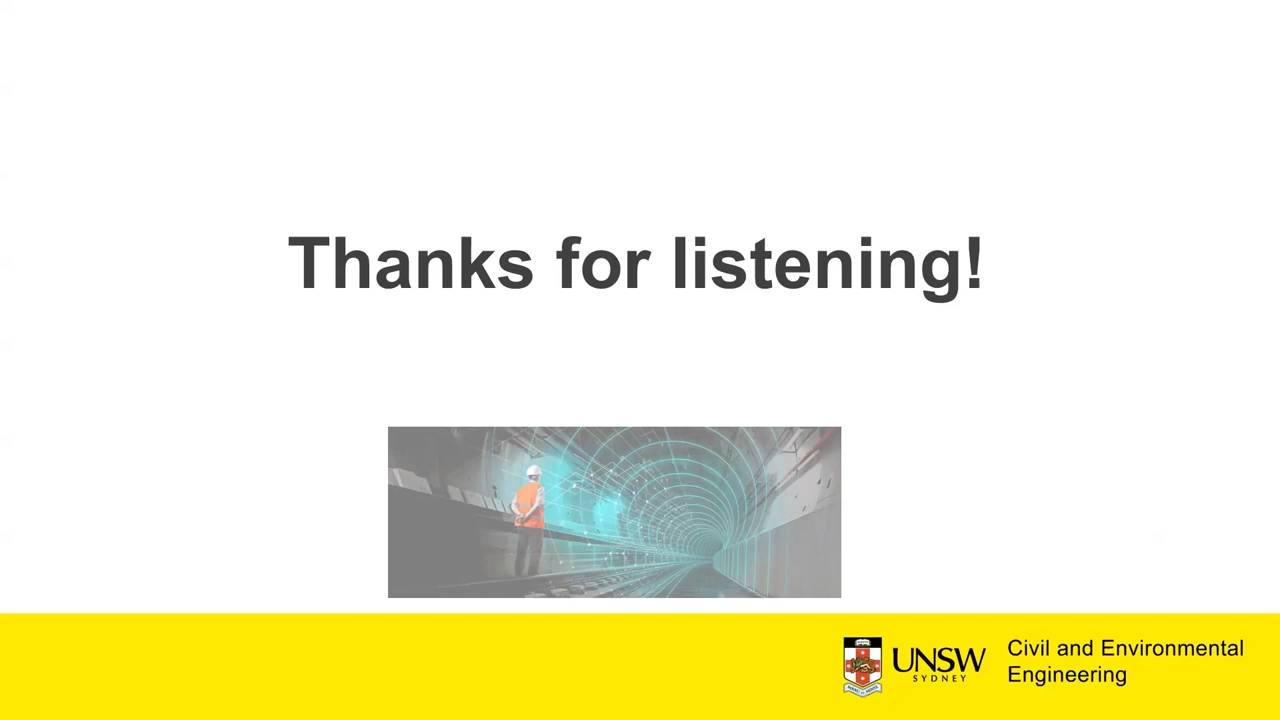 Thanks for listening!
UNSW
SYDNEY
Civil and Environmental
Engineering